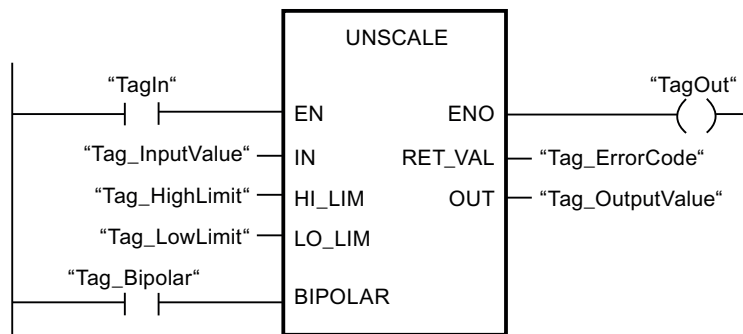 UNSCALE
“TagIn“
“TagOut“
EN
ENO
“Tag_InputValue“
IN
RET_VAL
“Tag_ErrorCode“
“Tag_HighLimit“
HI_LIM
OUT
“Tag_OutputValue“
“Tag_LowLimit“
LO_LIM
“Tag_Bipolar“
BIPOLAR